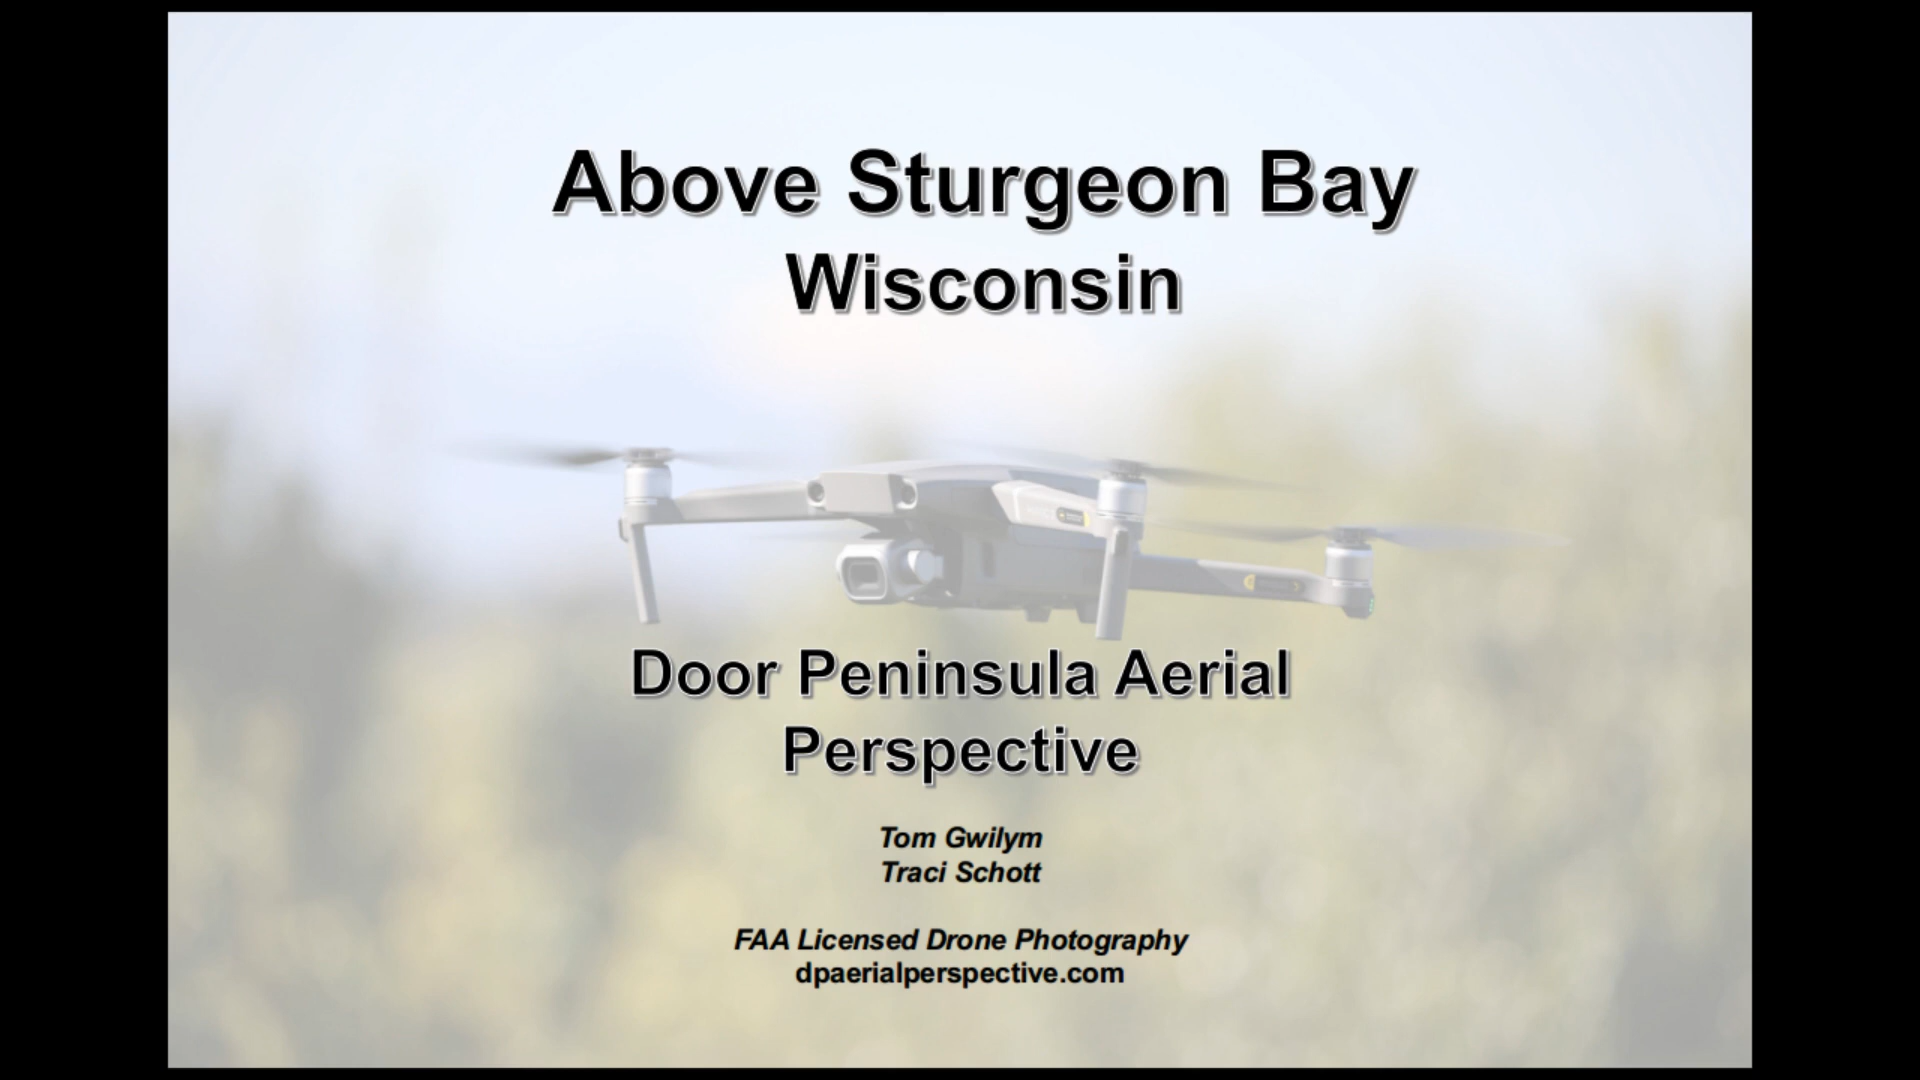 Above Sturgeon Bay
Wisconsin
Door Peninsula Aerial
Perspective
Tom Gwilym
Traci Schott
FAA Licensed Drone Photography
dpaerialperspective.com